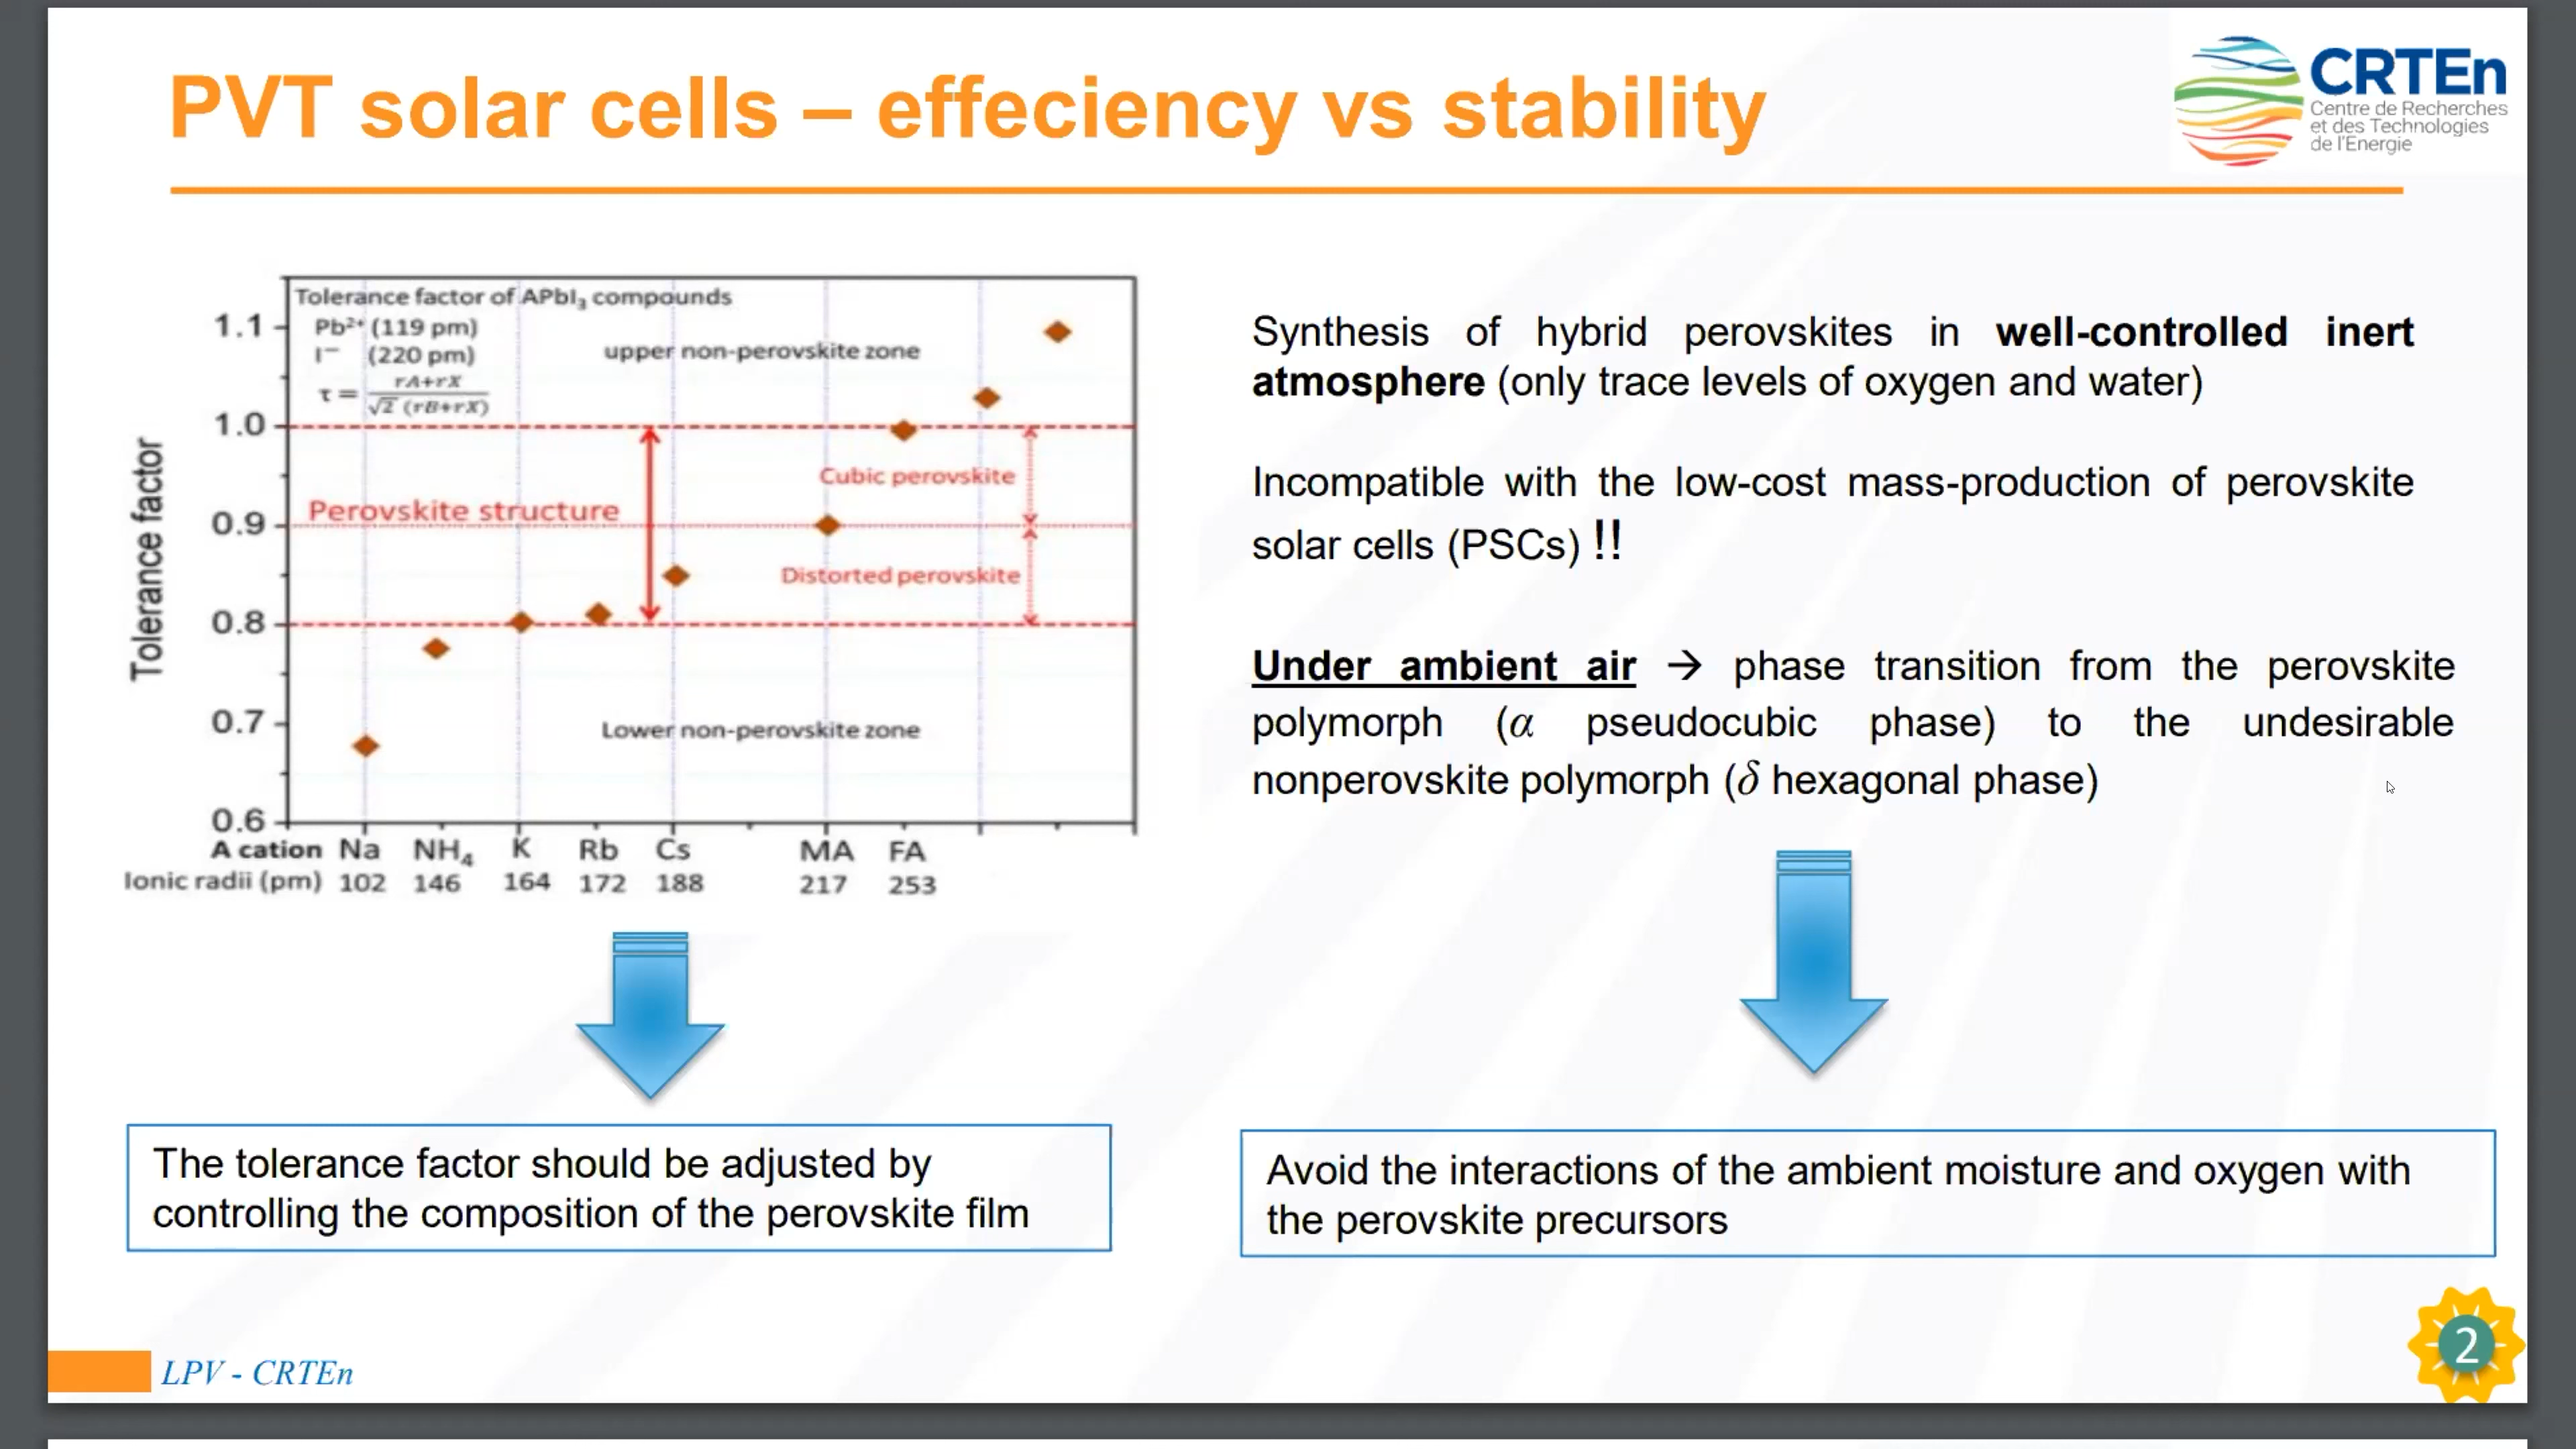 PVT solar cells – effeciency vs stability
CRTEn
Centre de Recherches
et des Technologies
de l'Energie
Tolerance factor of APbI₃ compounds
Pb²⁺ (119 pm)
I⁻ (220 pm)
τ = rA+rX / √2 (rB+rX)
upper non-perovskite zone
Cubic perovskite
Perovskite structure
Distorted perovskite
Lower non-perovskite zone
Tolerance factor
1.1
1.0
0.9
0.8
0.7
0.6
A cation Na NH₄ K Rb Cs MA FA
Ionic radii (pm) 102 146 164 172 188 217 253
Synthesis of hybrid perovskites in well-controlled inert
atmosphere (only trace levels of oxygen and water)
Incompatible with the low-cost mass-production of perovskite
solar cells (PSCs) !!
Under ambient air → phase transition from the perovskite
polymorph (α pseudocubic phase) to the undesirable
nonperovskite polymorph (δ hexagonal phase)
The tolerance factor should be adjusted by
controlling the composition of the perovskite film
Avoid the interactions of the ambient moisture and oxygen with
the perovskite precursors
LPV - CRTEn
2